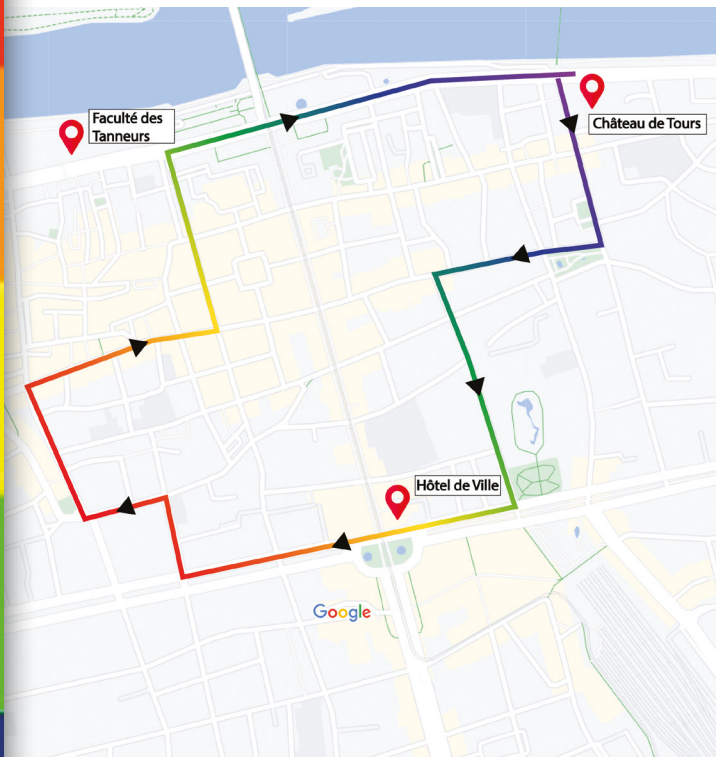 Faculté des
Tanneurs
Château de Tours
Hôtel de Ville
Google